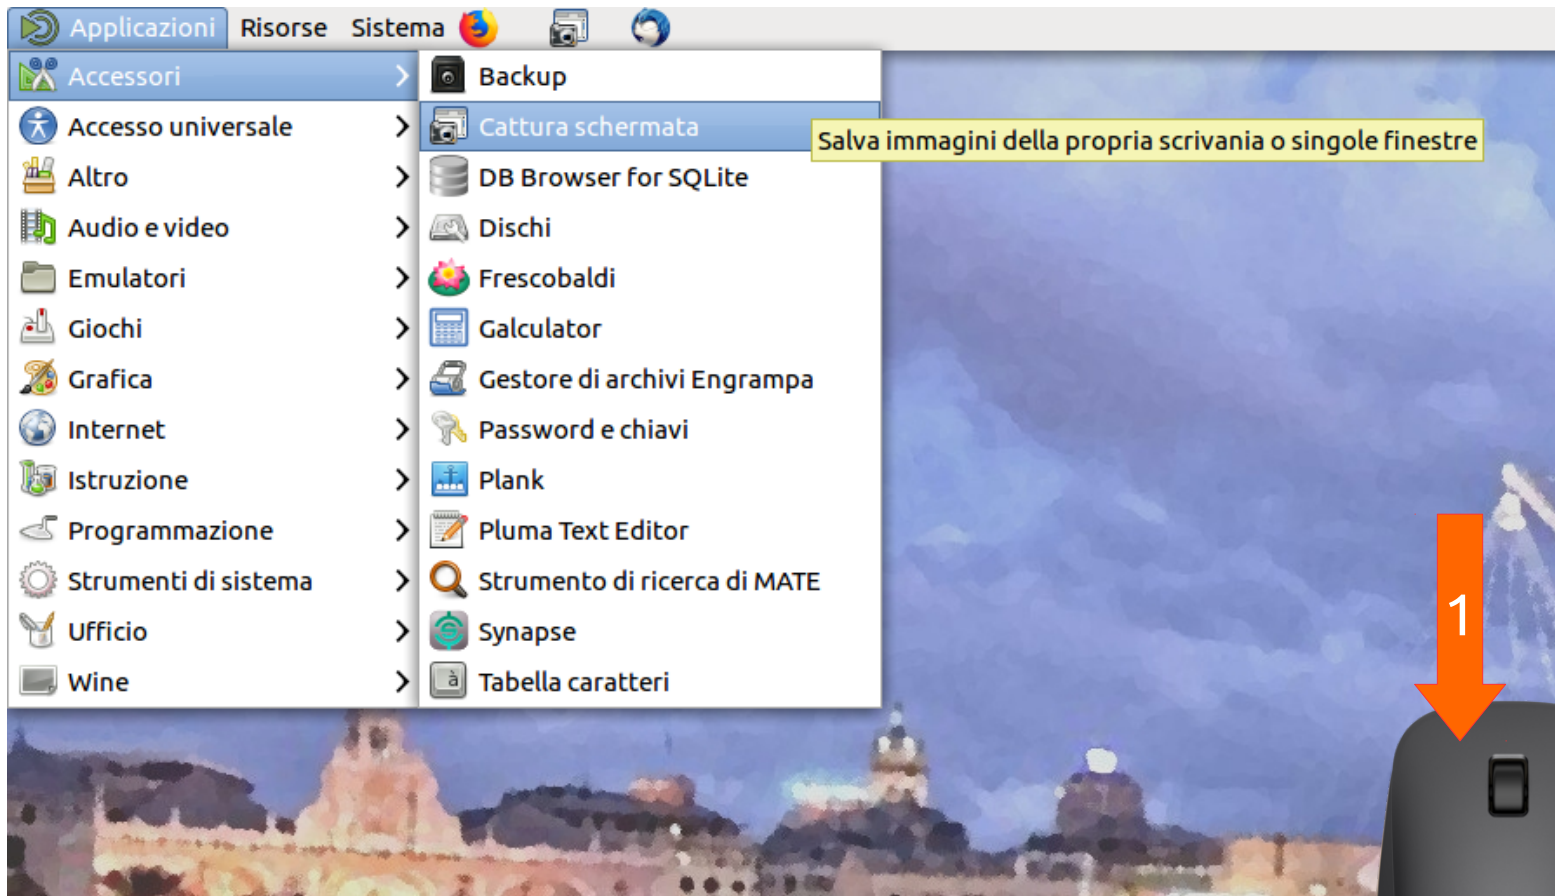 Applicazioni Risorse Sistema
Accessori
Accesso universale
Altro
Audio e video
Emulatori
Giochi
Grafica
Internet
Istruzione
Programmazione
Strumenti di sistema
Ufficio
Wine
Backup
Cattura schermata
Salva immagini della propria scrivania o singole finestre
DB Browser for SQLite
Dischi
Frescobaldi
Galculator
Gestore di archivi Engrampa
Password e chiavi
Plank
Pluma Text Editor
Strumento di ricerca di MATE
Synapse
à Tabella caratteri
1